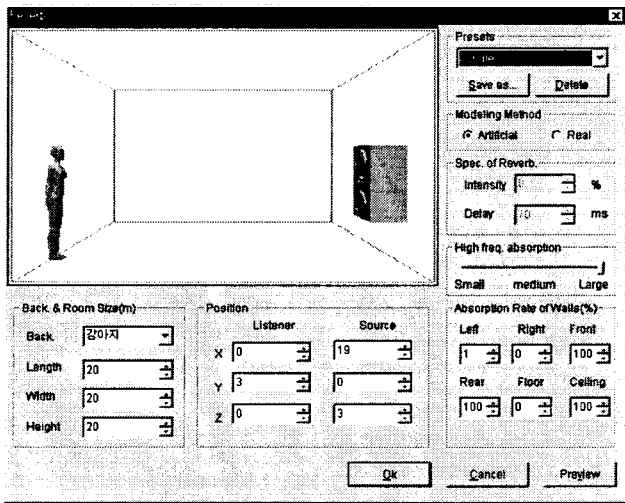 Presets
Save as...
Delete
Modeling Method
Artificial
Real
Spec. of Reverb.
Intensity
%
Delay
70
ms
High freq. absorption
Small
medium
Large
Back. & Room Size(m)
Back.
강아지
Length
20
Width
20
Height
20
Position
Listener
Source
X
0
19
Y
3
0
Z
0
3
Absorption Rate of Walls(%)
Left
Right
Front
1
0
100
Rear
Floor
Ceiling
100
0
100
Ok
Cancel
Preview